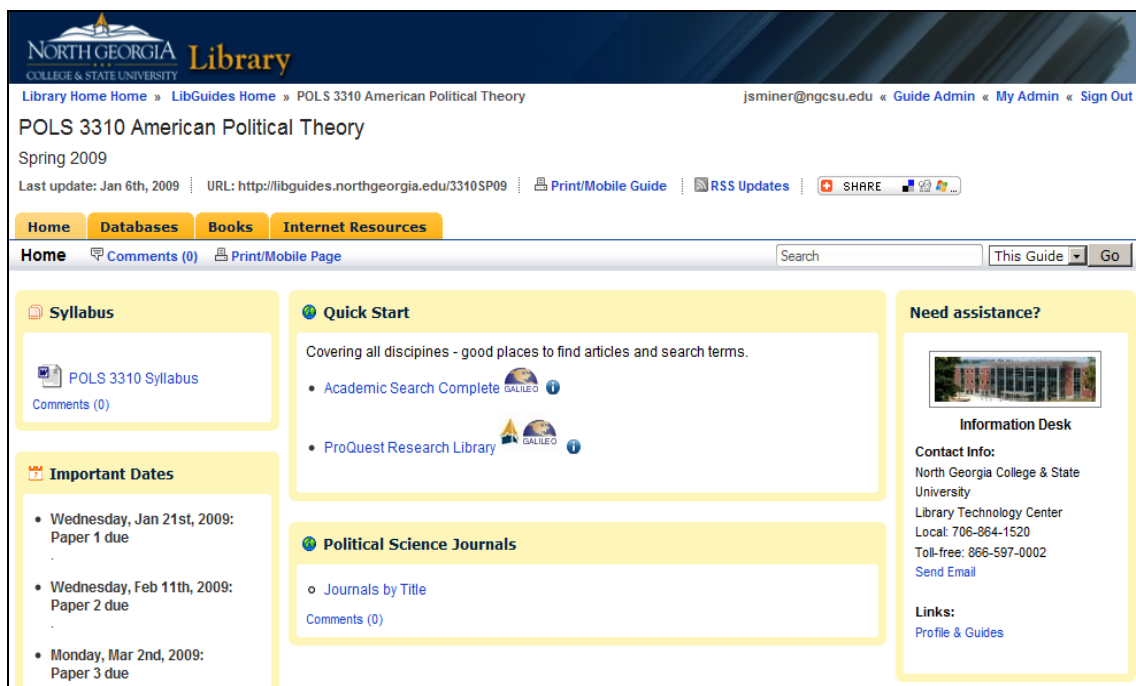 NORTH GEORGIA
COLLEGE & STATE UNIVERSITY
Library
Library Home Home » LibGuides Home » POLS 3310 American Political Theory
jsminer@ngcsu.edu « Guide Admin « My Admin « Sign Out
POLS 3310 American Political Theory
Spring 2009
Last update: Jan 6th, 2009 URL: http://libguides.northgeorgia.edu/3310SP09 Print/Mobile Guide RSS Updates SHARE ...
Home Databases Books Internet Resources
Home Comments (0) Print/Mobile Page Search This Guide Go
Syllabus
POLS 3310 Syllabus
Comments (0)
Important Dates
• Wednesday, Jan 21st, 2009:
Paper 1 due
.
• Wednesday, Feb 11th, 2009:
Paper 2 due
.
• Monday, Mar 2nd, 2009:
Paper 3 due
Quick Start
Covering all discipines - good places to find articles and search terms.
• Academic Search Complete GALILEO i
• ProQuest Research Library GALILEO i
Political Science Journals
Journals by Title
Comments (0)
Need assistance?
Information Desk
Contact Info:
North Georgia College & State
University
Library Technology Center
Local: 706-864-1520
Toll-free: 866-597-0002
Send Email
Links:
Profile & Guides